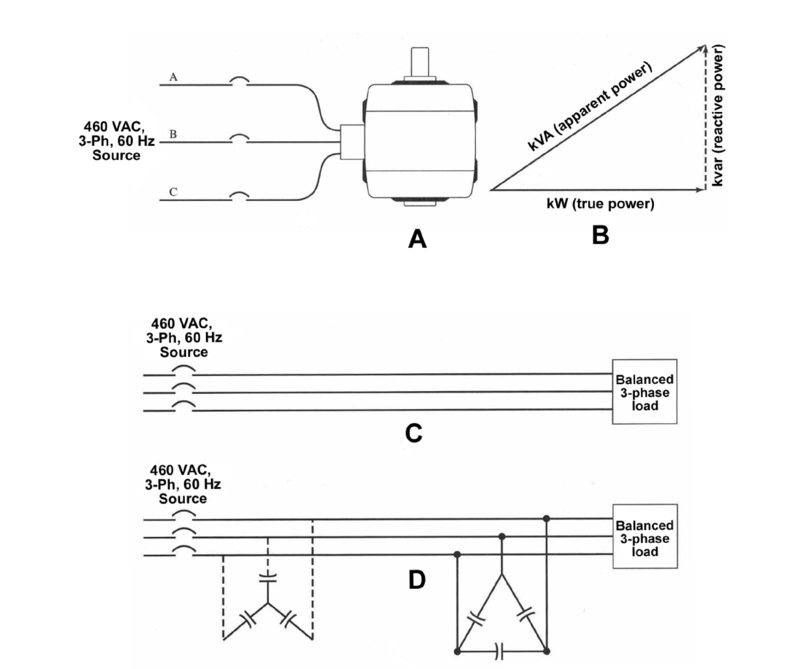 A
460 VAC,
3-Ph, 60 Hz
Source
B
C
A
kVA (apparent power)
kvar (reactive power)
kW (true power)
B
460 VAC,
3-Ph, 60 Hz
Source
Balanced
3-phase
load
C
460 VAC,
3-Ph, 60 Hz
Source
Balanced
3-phase
load
D